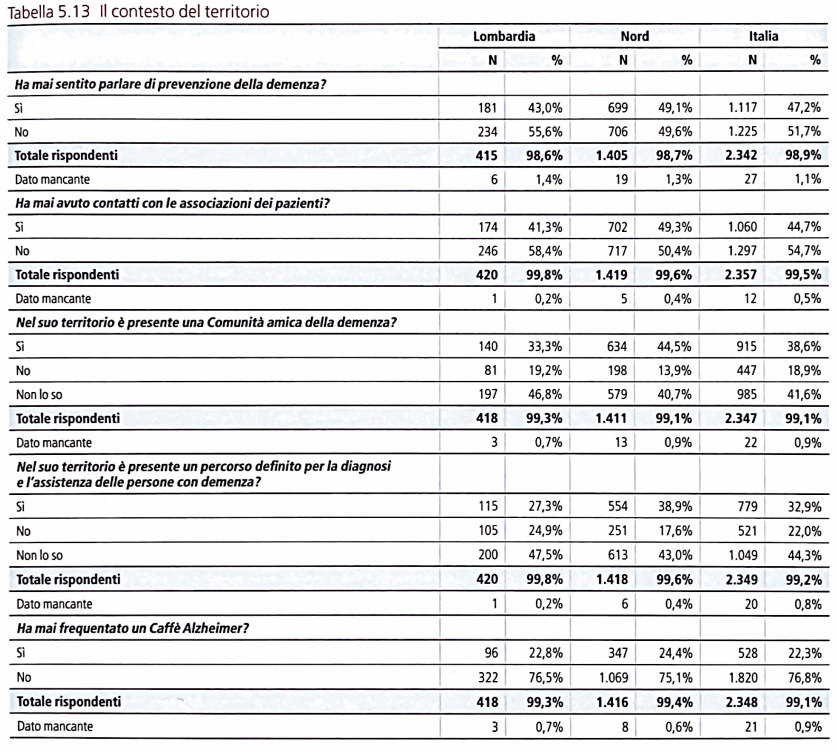 Tabella 5.13 Il contesto del territorio
Lombardia Nord Italia
N % N % N %
Ha mai sentito parlare di prevenzione della demenza?
Sì 181 43,0% 699 49,1% 1.117 47,2%
No 234 55,6% 706 49,6% 1.225 51,7%
Totale rispondenti 415 98,6% 1.405 98,7% 2.342 98,9%
Dato mancante 6 1,4% 19 1,3% 27 1,1%
Ha mai avuto contatti con le associazioni dei pazienti?
Sì 174 41,3% 702 49,3% 1.060 44,7%
No 246 58,4% 717 50,4% 1.297 54,7%
Totale rispondenti 420 99,8% 1.419 99,6% 2.357 99,5%
Dato mancante 1 0,2% 5 0,4% 12 0,5%
Nel suo territorio è presente una Comunità amica della demenza?
Sì 140 33,3% 634 44,5% 915 38,6%
No 81 19,2% 198 13,9% 447 18,9%
Non lo so 197 46,8% 579 40,7% 985 41,6%
Totale rispondenti 418 99,3% 1.411 99,1% 2.347 99,1%
Dato mancante 3 0,7% 13 0,9% 22 0,9%
Nel suo territorio è presente un percorso definito per la diagnosi
e l'assistenza delle persone con demenza?
Sì 115 27,3% 554 38,9% 779 32,9%
No 105 24,9% 251 17,6% 521 22,0%
Non lo so 200 47,5% 613 43,0% 1.049 44,3%
Totale rispondenti 420 99,8% 1.418 99,6% 2.349 99,2%
Dato mancante 1 0,2% 6 0,4% 20 0,8%
Ha mai frequentato un Caffè Alzheimer?
Sì 96 22,8% 347 24,4% 528 22,3%
No 322 76,5% 1.069 75,1% 1.820 76,8%
Totale rispondenti 418 99,3% 1.416 99,4% 2.348 99,1%
Dato mancante 3 0,7% 8 0,6% 21 0,9%